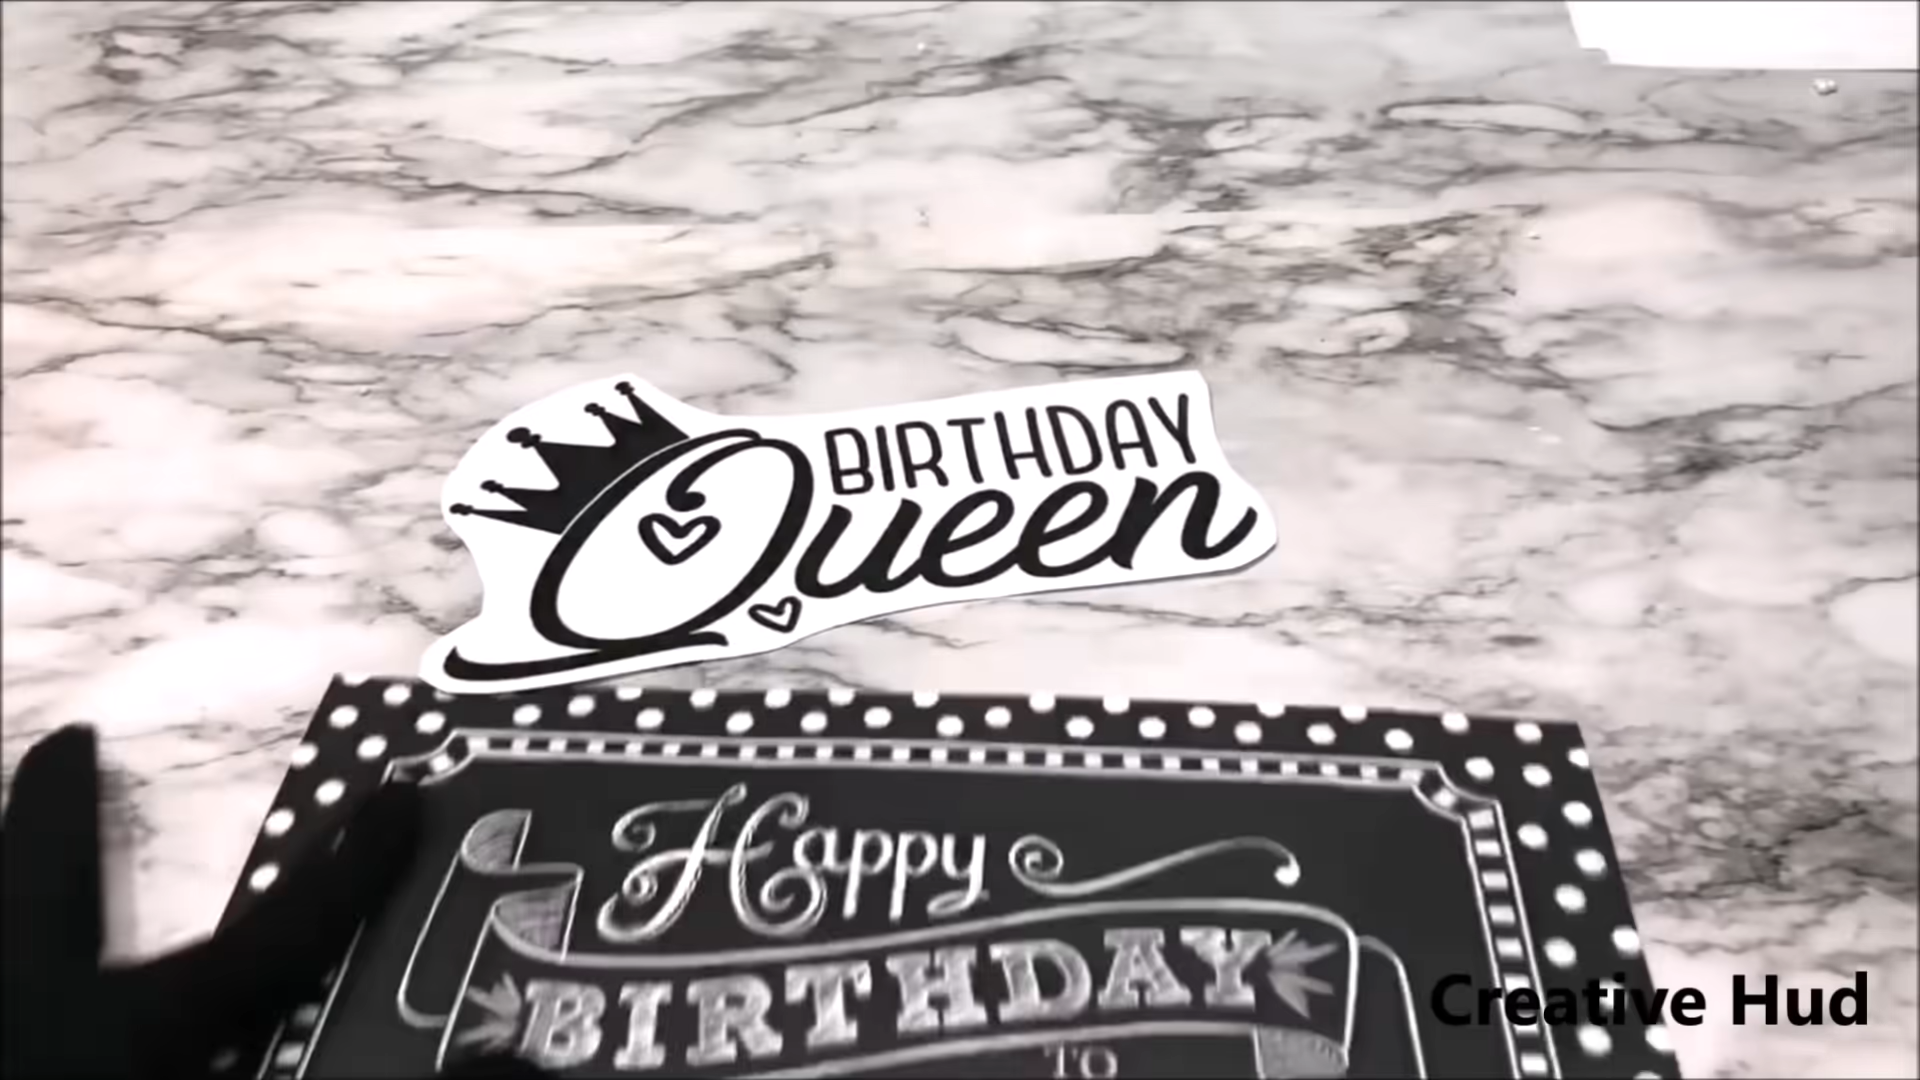 BIRTHDAY
Queen
Happy
BIRTHDAY
TO
Creative Hud